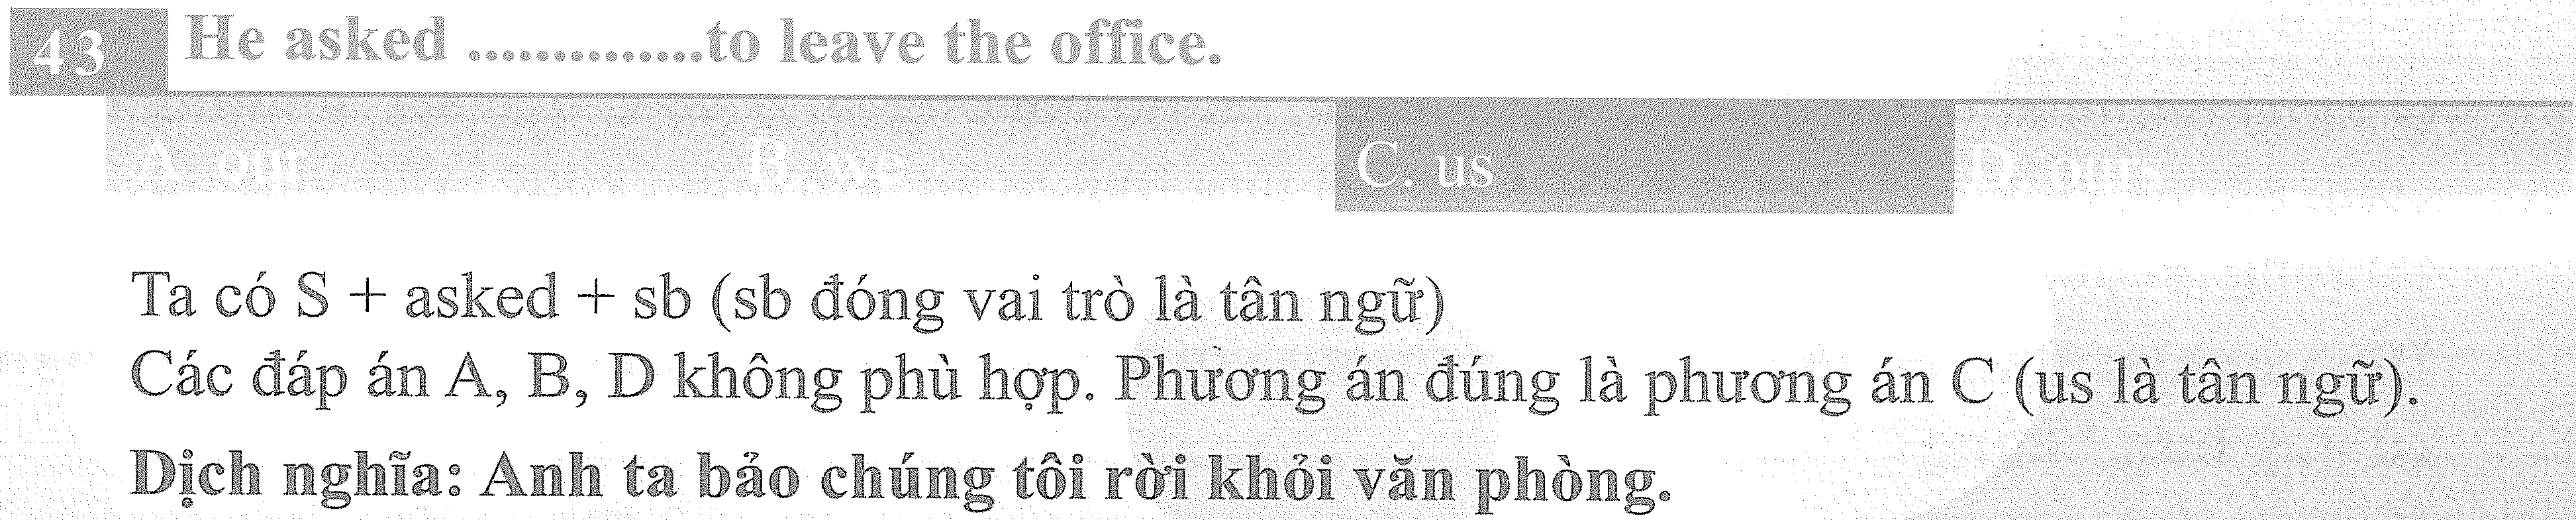 43 He asked ..............to leave the office.
A. our B. we C. us D. ours
Ta có S + asked + sb (sb đóng vai trò là tân ngữ)
Các đáp án A, B, D không phù hợp. Phương án đúng là phương án C (us là tân ngữ).
Dịch nghĩa: Anh ta bảo chúng tôi rời khỏi văn phòng.